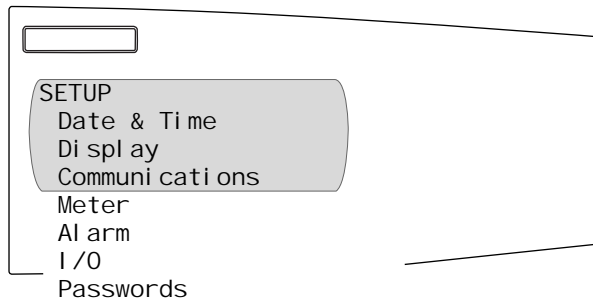 SETUP
Date & Time
Display
Communications
Meter
Alarm
I/O
Passwords